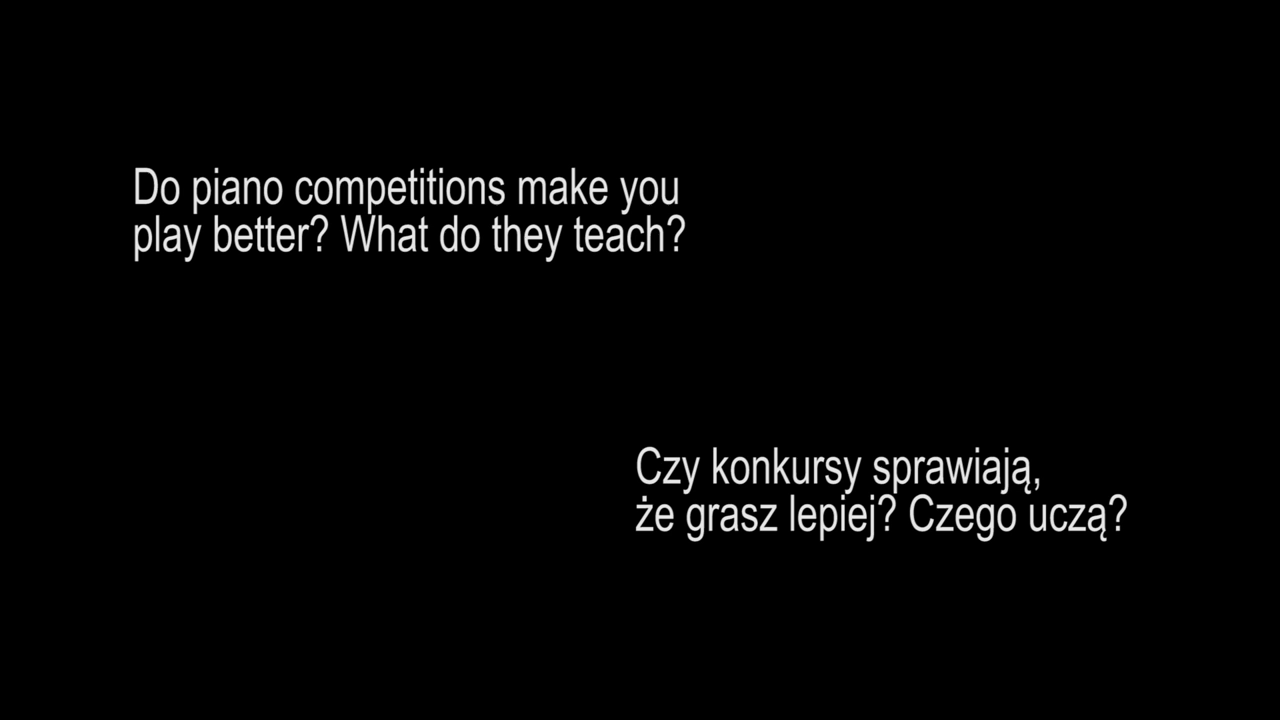 Do piano competitions make you
play better? What do they teach?
Czy konkursy sprawiają,
że grasz lepiej? Czego uczą?